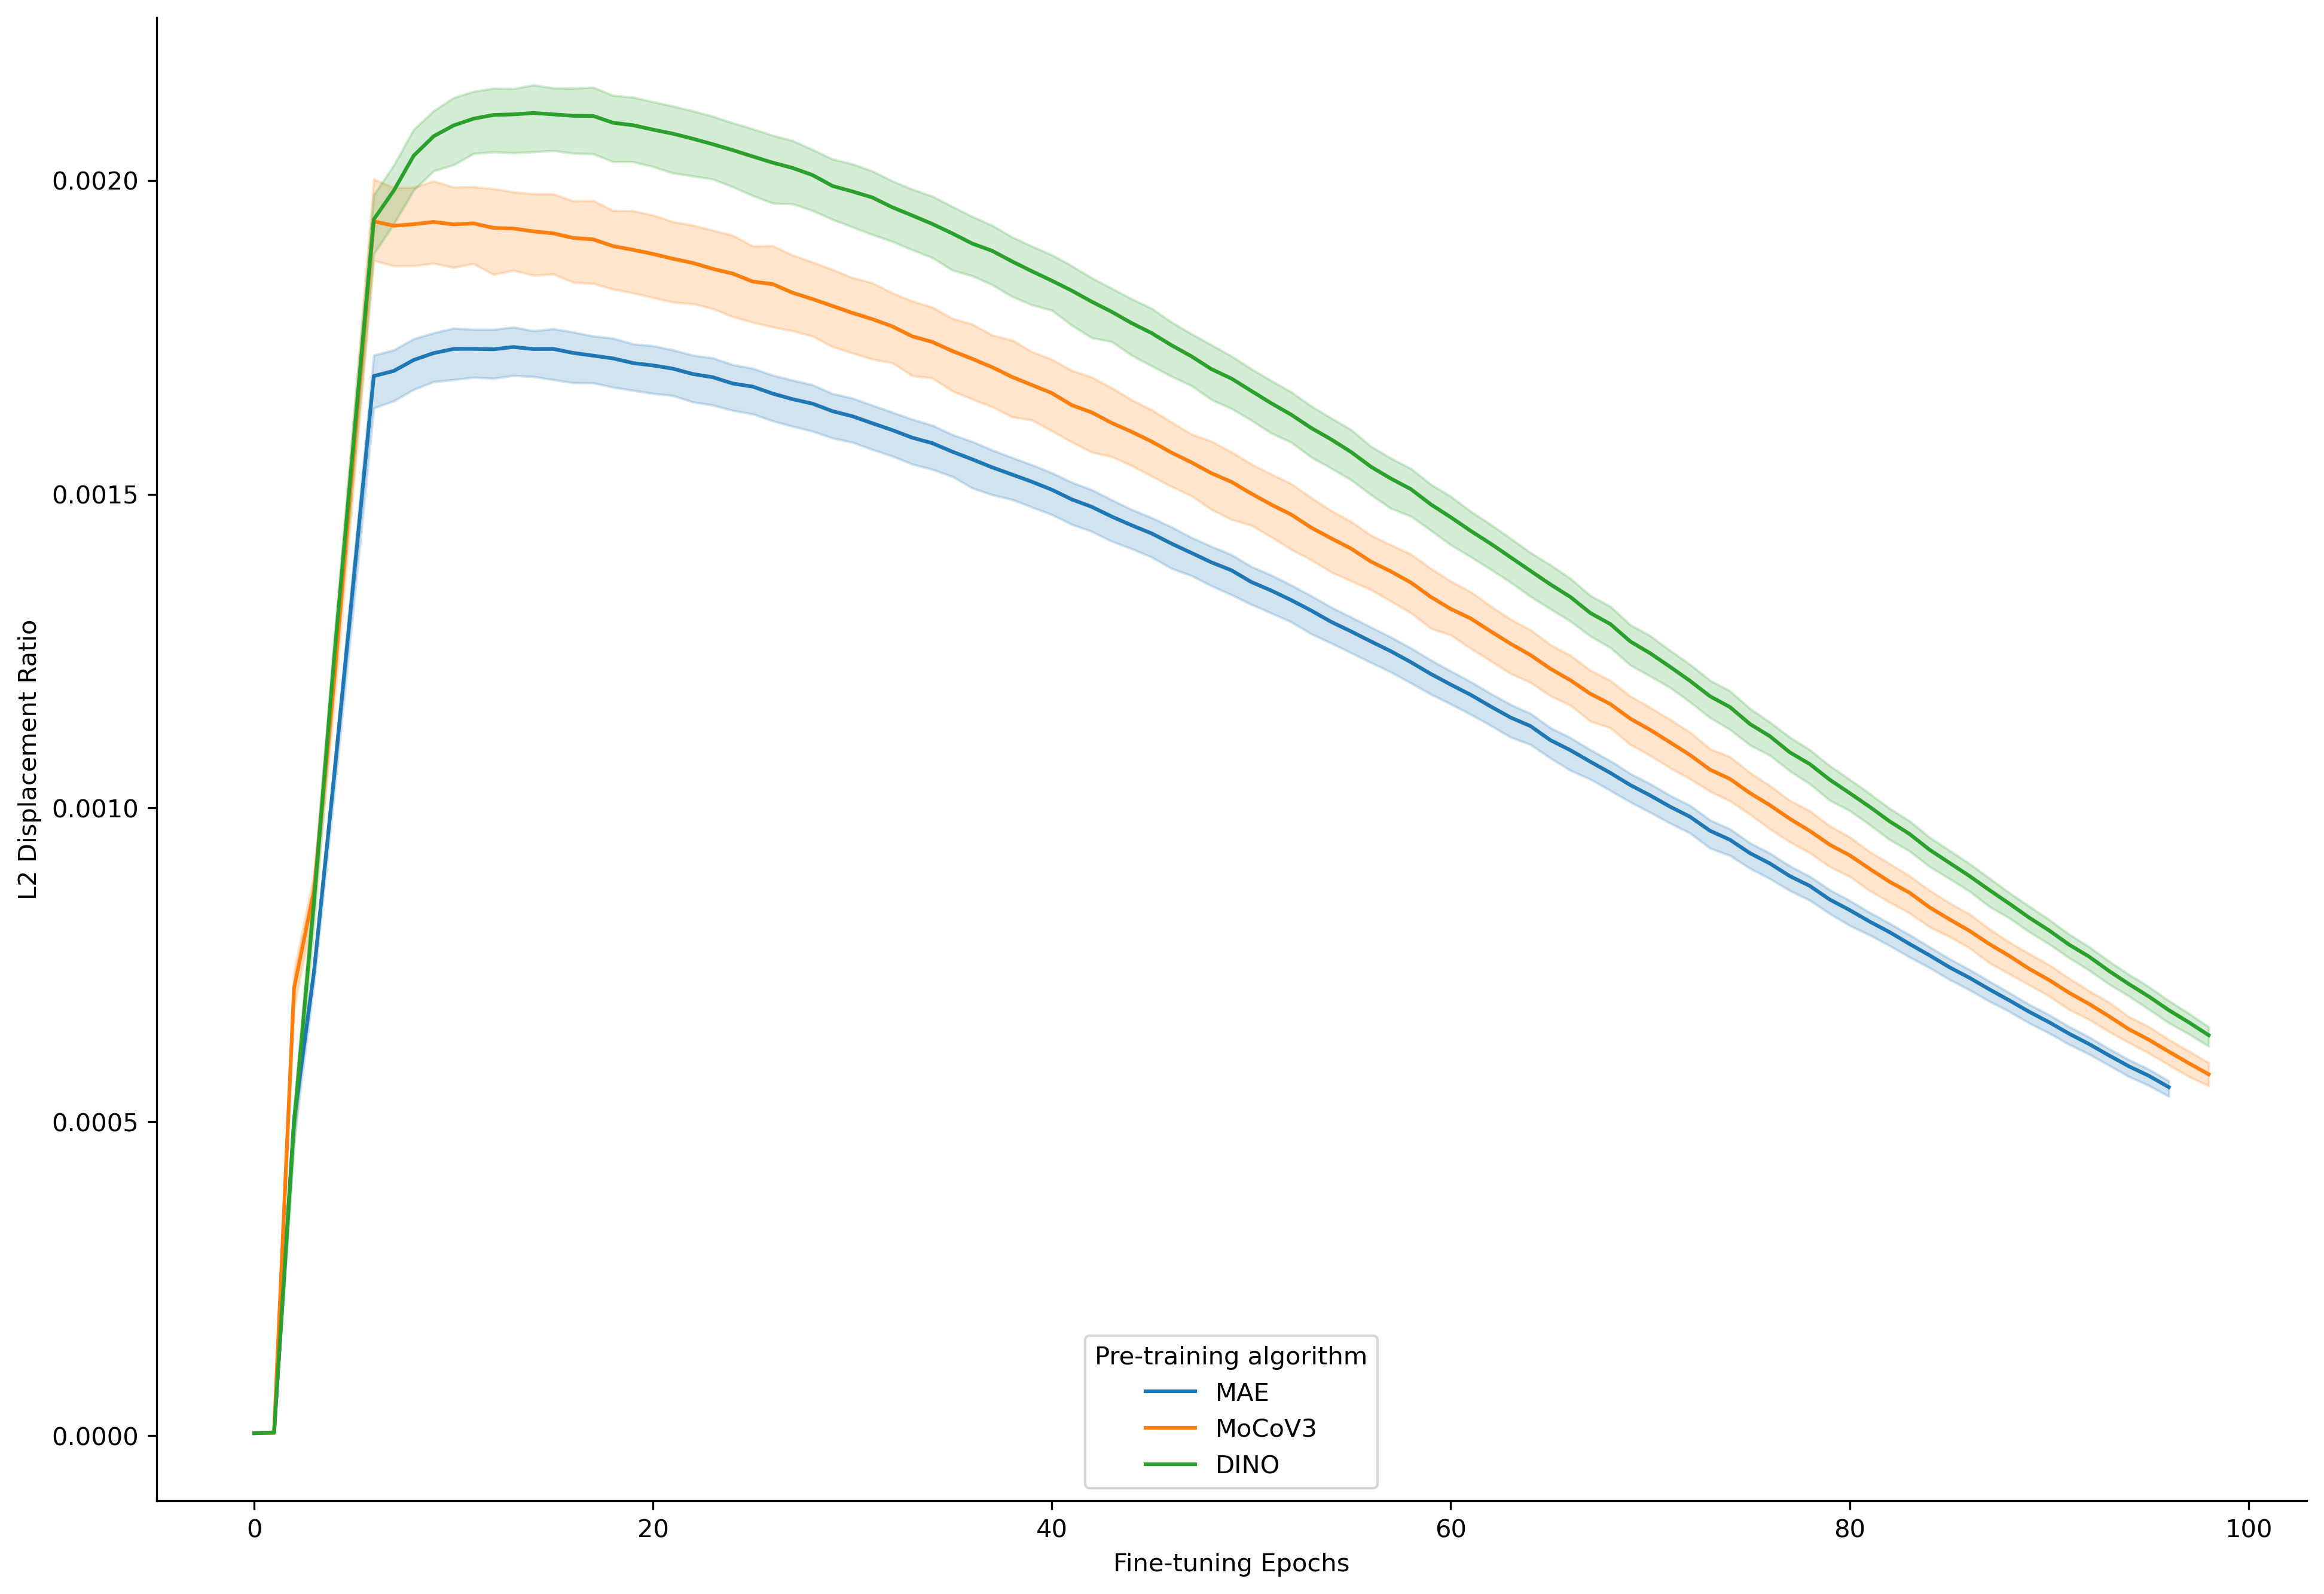 0.0020
0.0015
0.0010
0.0005
0.0000
L2 Displacement Ratio
Pre-training algorithm
MAE
MoCoV3
DINO
0 20 40 60 80 100
Fine-tuning Epochs